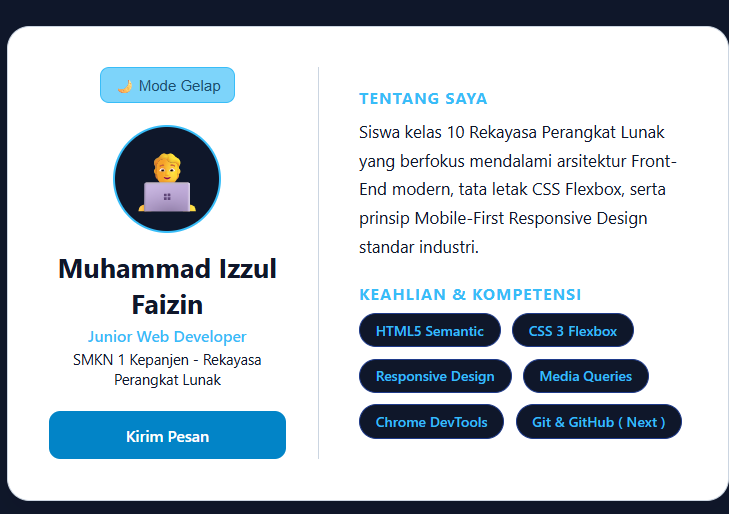 🤳 Mode Gelap
Muhammad Izzul
Faizin
Junior Web Developer
SMKN 1 Kepanjen - Rekayasa
Perangkat Lunak
Kirim Pesan
TENTANG SAYA
Siswa kelas 10 Rekayasa Perangkat Lunak
yang berfokus mendalami arsitektur Front-
End modern, tata letak CSS Flexbox, serta
prinsip Mobile-First Responsive Design
standar industri.
KEAHLIAN & KOMPETENSI
HTML5 Semantic
CSS 3 Flexbox
Responsive Design
Media Queries
Chrome DevTools
Git & GitHub ( Next )